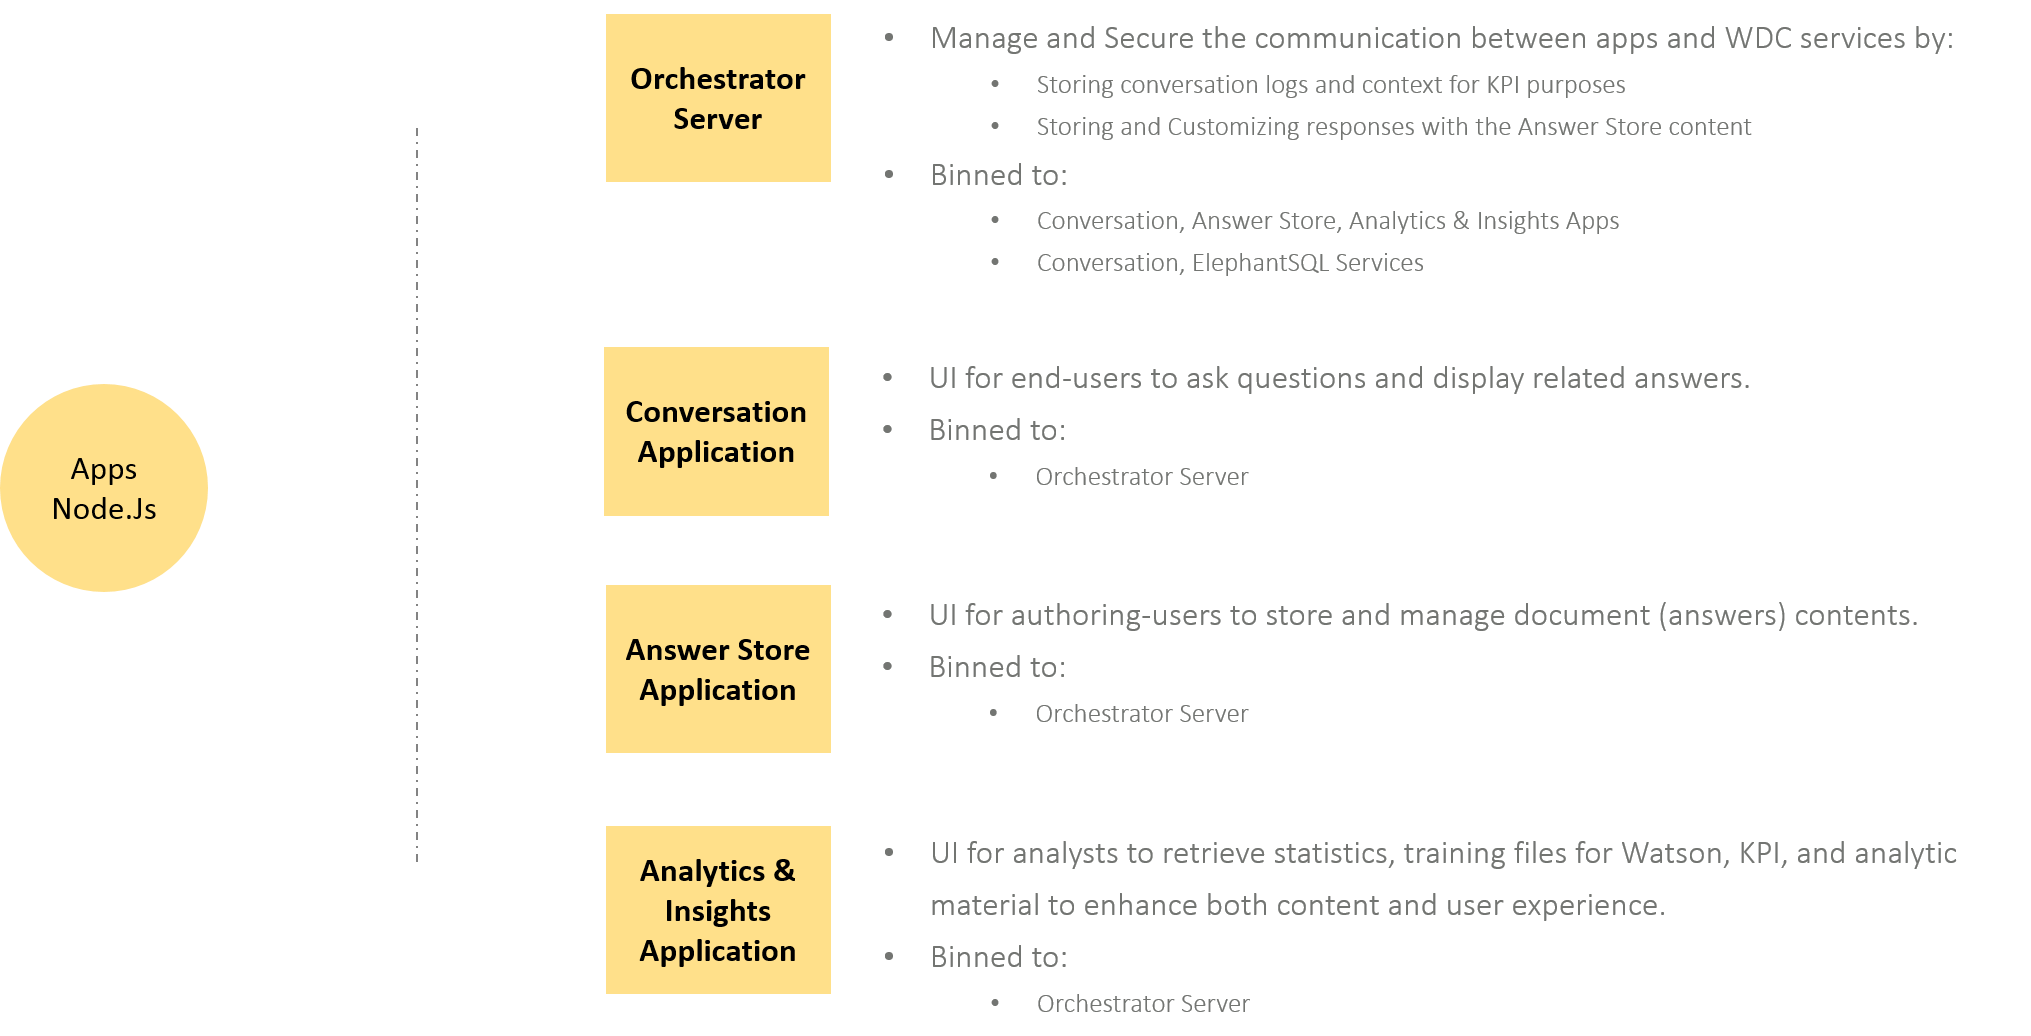 Apps
Node.Js
Orchestrator
Server
• Manage and Secure the communication between apps and WDC services by:
• Storing conversation logs and context for KPI purposes
• Storing and Customizing responses with the Answer Store content
• Binned to:
• Conversation, Answer Store, Analytics & Insights Apps
• Conversation, ElephantSQL Services
Conversation
Application
• UI for end-users to ask questions and display related answers.
• Binned to:
• Orchestrator Server
Answer Store
Application
• UI for authoring-users to store and manage document (answers) contents.
• Binned to:
• Orchestrator Server
Analytics &
Insights
Application
• UI for analysts to retrieve statistics, training files for Watson, KPI, and analytic
material to enhance both content and user experience.
• Binned to:
• Orchestrator Server